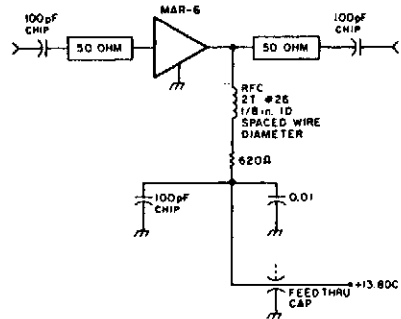 MAR-6
100pF
CHIP
50 OHM
50 OHM
100pF
CHIP
RFC
2T #26
1/8 in. ID
SPACED WIRE
DIAMETER
620Ω
100pF
CHIP
0.01
+13.8DC
FEED THRU
CAP